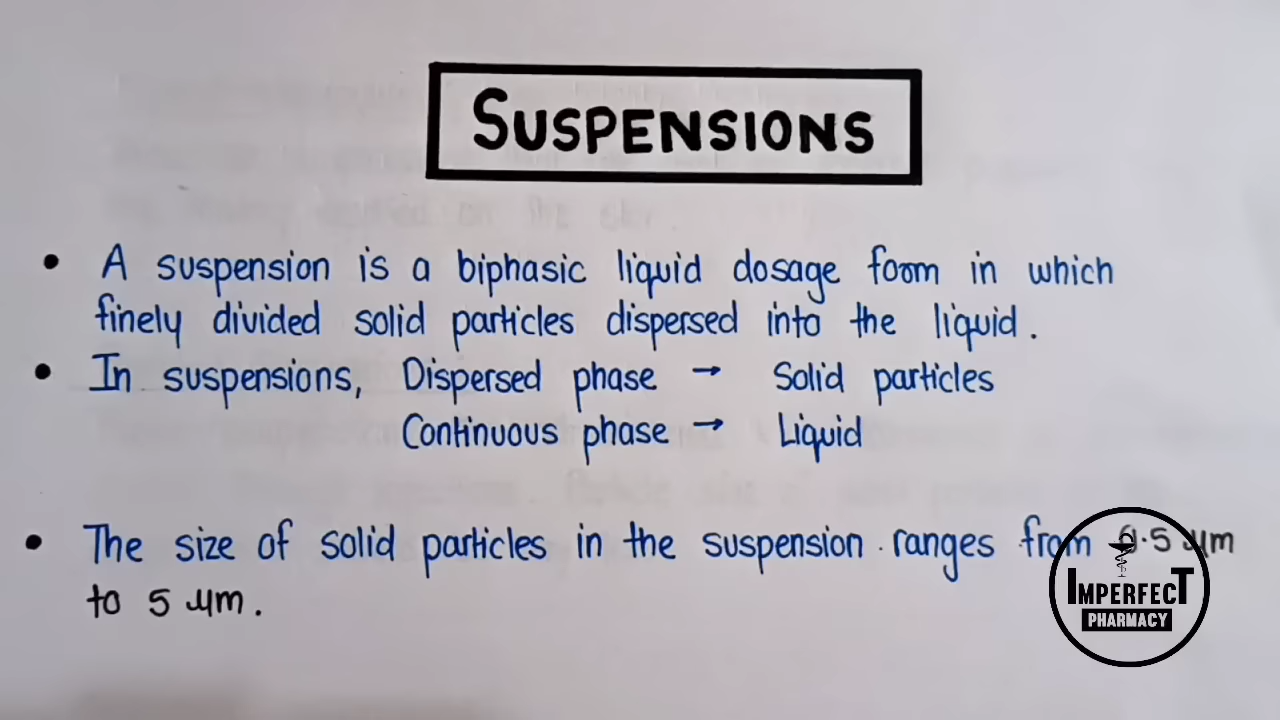 SUSPENSIONS
• A suspension is a biphasic liquid dosage form in which
finely divided solid particles dispersed into the liquid.
• In suspensions, Dispersed phase → Solid particles
Continuous phase → Liquid
• The size of solid particles in the suspension ranges from 0.5 μm
to 5 μm.
IMPERFECT
PHARMACY